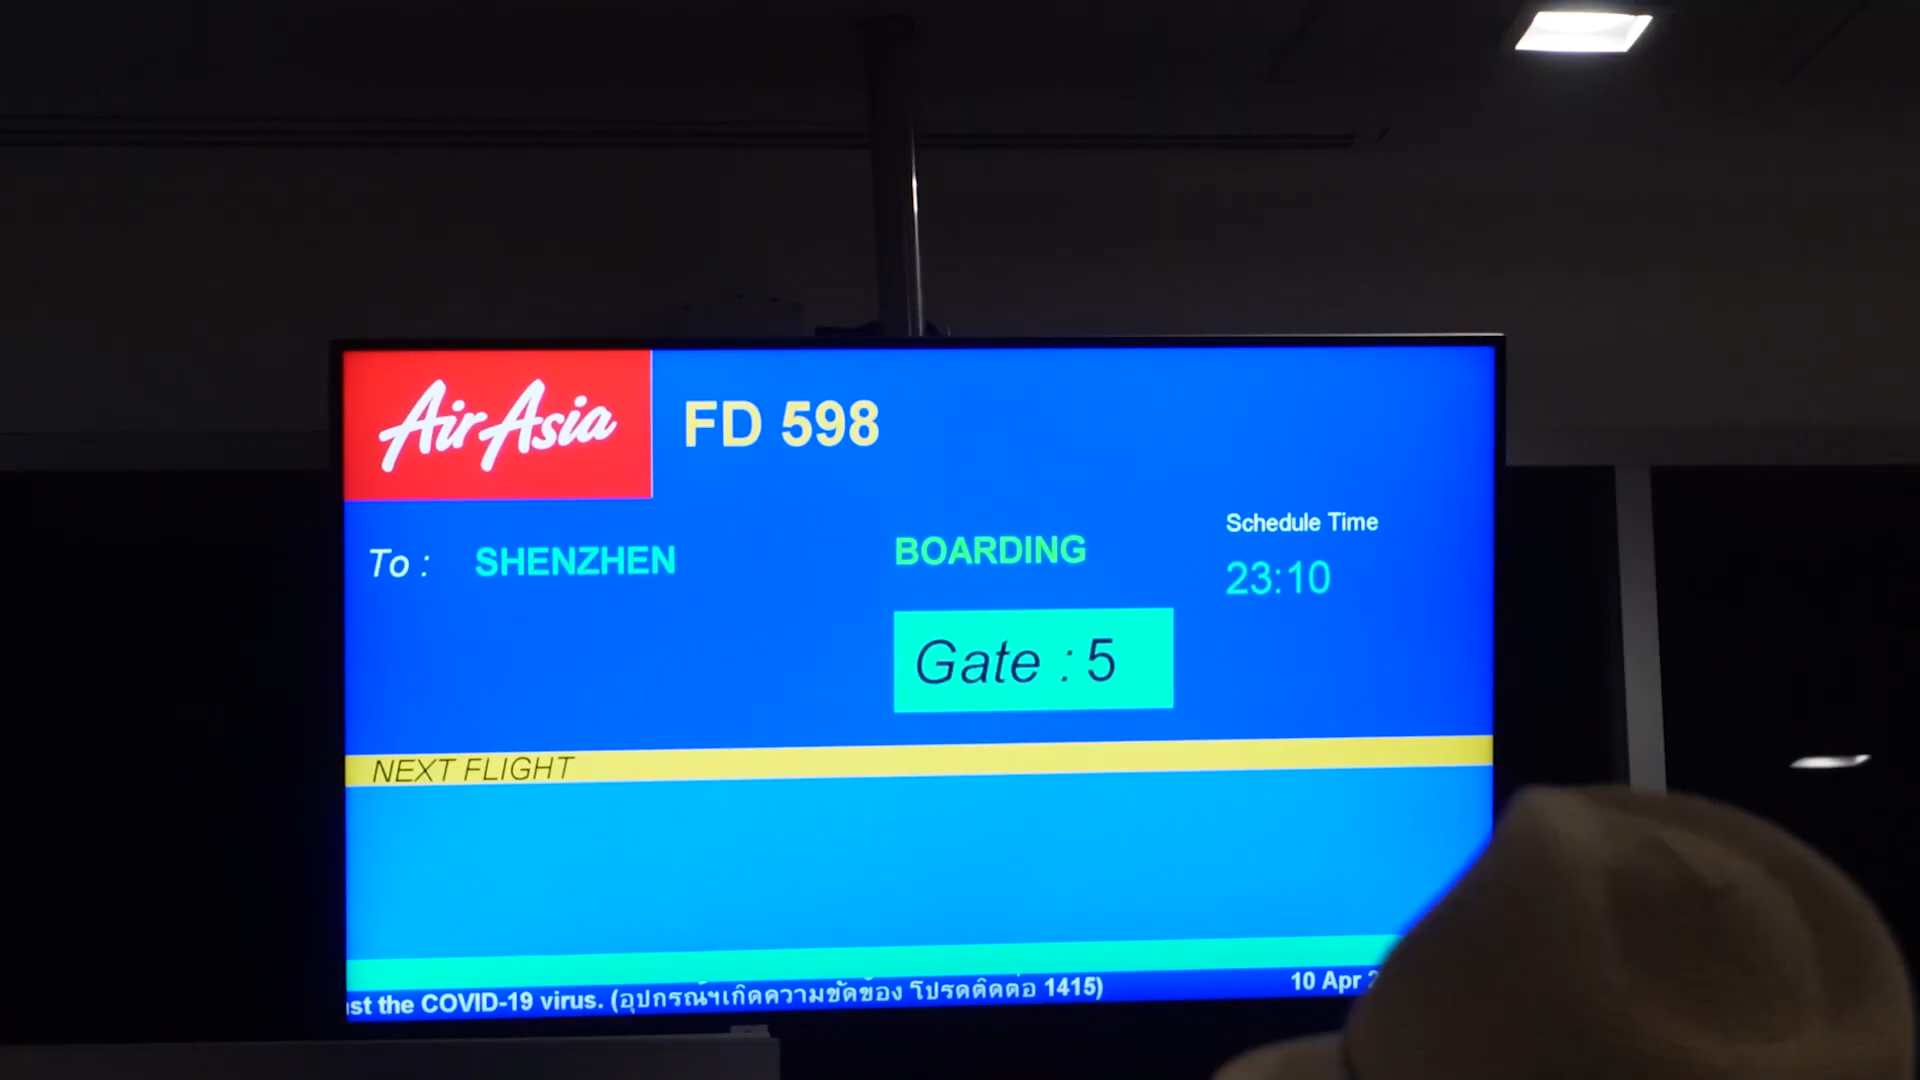 AirAsia
FD 598
To : SHENZHEN
BOARDING
Schedule Time
23:10
Gate : 5
NEXT FLIGHT
the COVID-19 virus. (อุปกรณ์ฯเกิดความขัดข้อง โปรดติดต่อ 1415)
10 Apr